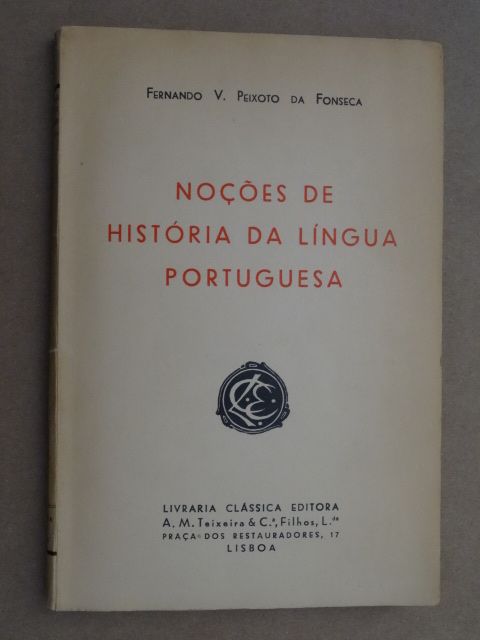 FERNANDO V. PEIXOTO DA FONSECA
NOÇÕES DE
HISTÓRIA DA LÍNGUA
PORTUGUESA
LCE
LIVRARIA CLÁSSICA EDITORA
A. M. Teixeira & C.ª, Filhos, L.da
PRAÇA DOS RESTAURADORES, 17
LISBOA